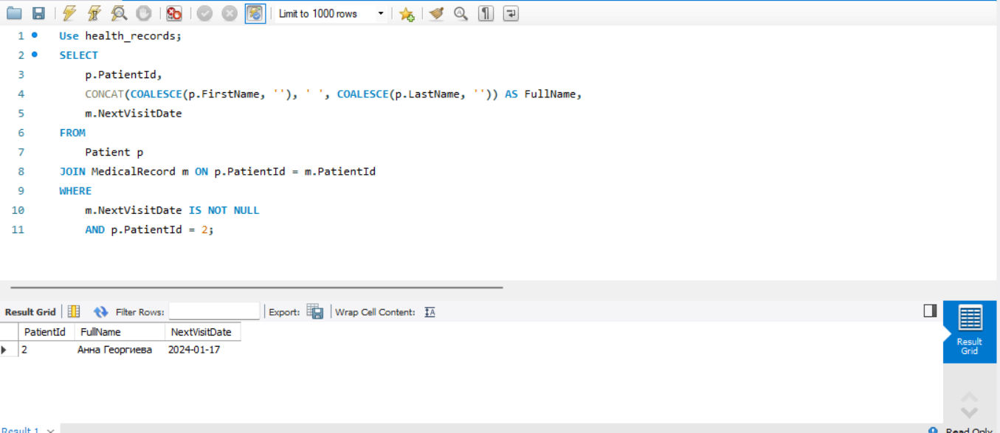 Limit to 1000 rows
1 Use health_records;
2 SELECT
3 p.PatientId,
4 CONCAT(COALESCE(p.FirstName, ''), ' ', COALESCE(p.LastName, '')) AS FullName,
5 m.NextVisitDate
6 FROM
7 Patient p
8 JOIN MedicalRecord m ON p.PatientId = m.PatientId
9 WHERE
10 m.NextVisitDate IS NOT NULL
11 AND p.PatientId = 2;
Result Grid Filter Rows: Export: Wrap Cell Content: IA
PatientId FullName NextVisitDate
2 Анна Георгиева 2024-01-17
Result
Grid
Result 1 Read Only